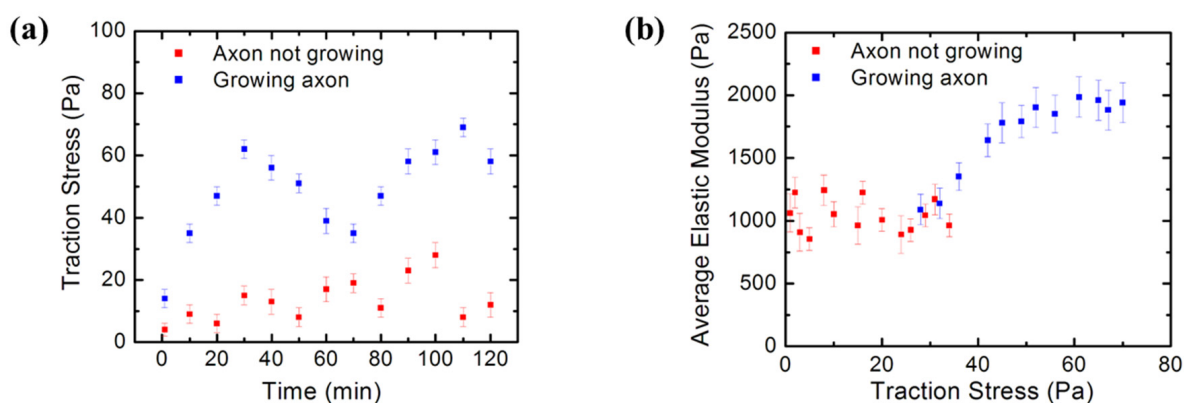 (a)
Traction Stress (Pa)
100
80
60
40
20
0
Axon not growing
Growing axon
0 20 40 60 80 100 120
Time (min)
(b)
Average Elastic Modulus (Pa)
2500
2000
1500
1000
500
0
Axon not growing
Growing axon
0 20 40 60 80
Traction Stress (Pa)